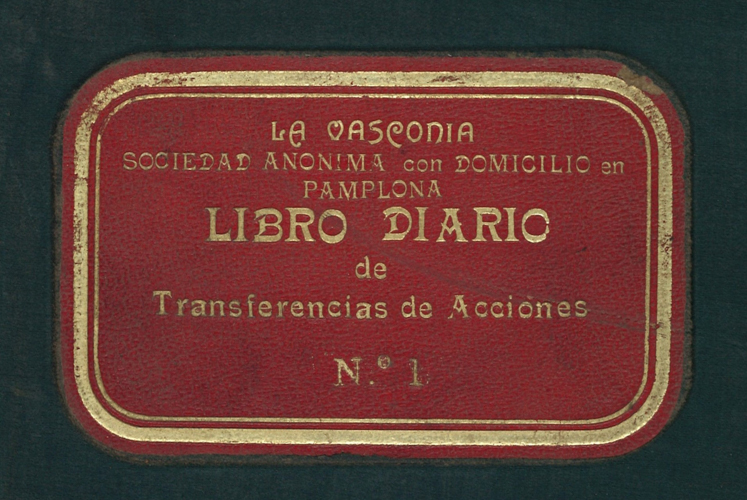 LA VASCONIA
SOCIEDAD ANONIMA con DOMICILIO en
PAMPLONA
LIBRO DIARIO
de
Transferencias de Acciones
N.º 1